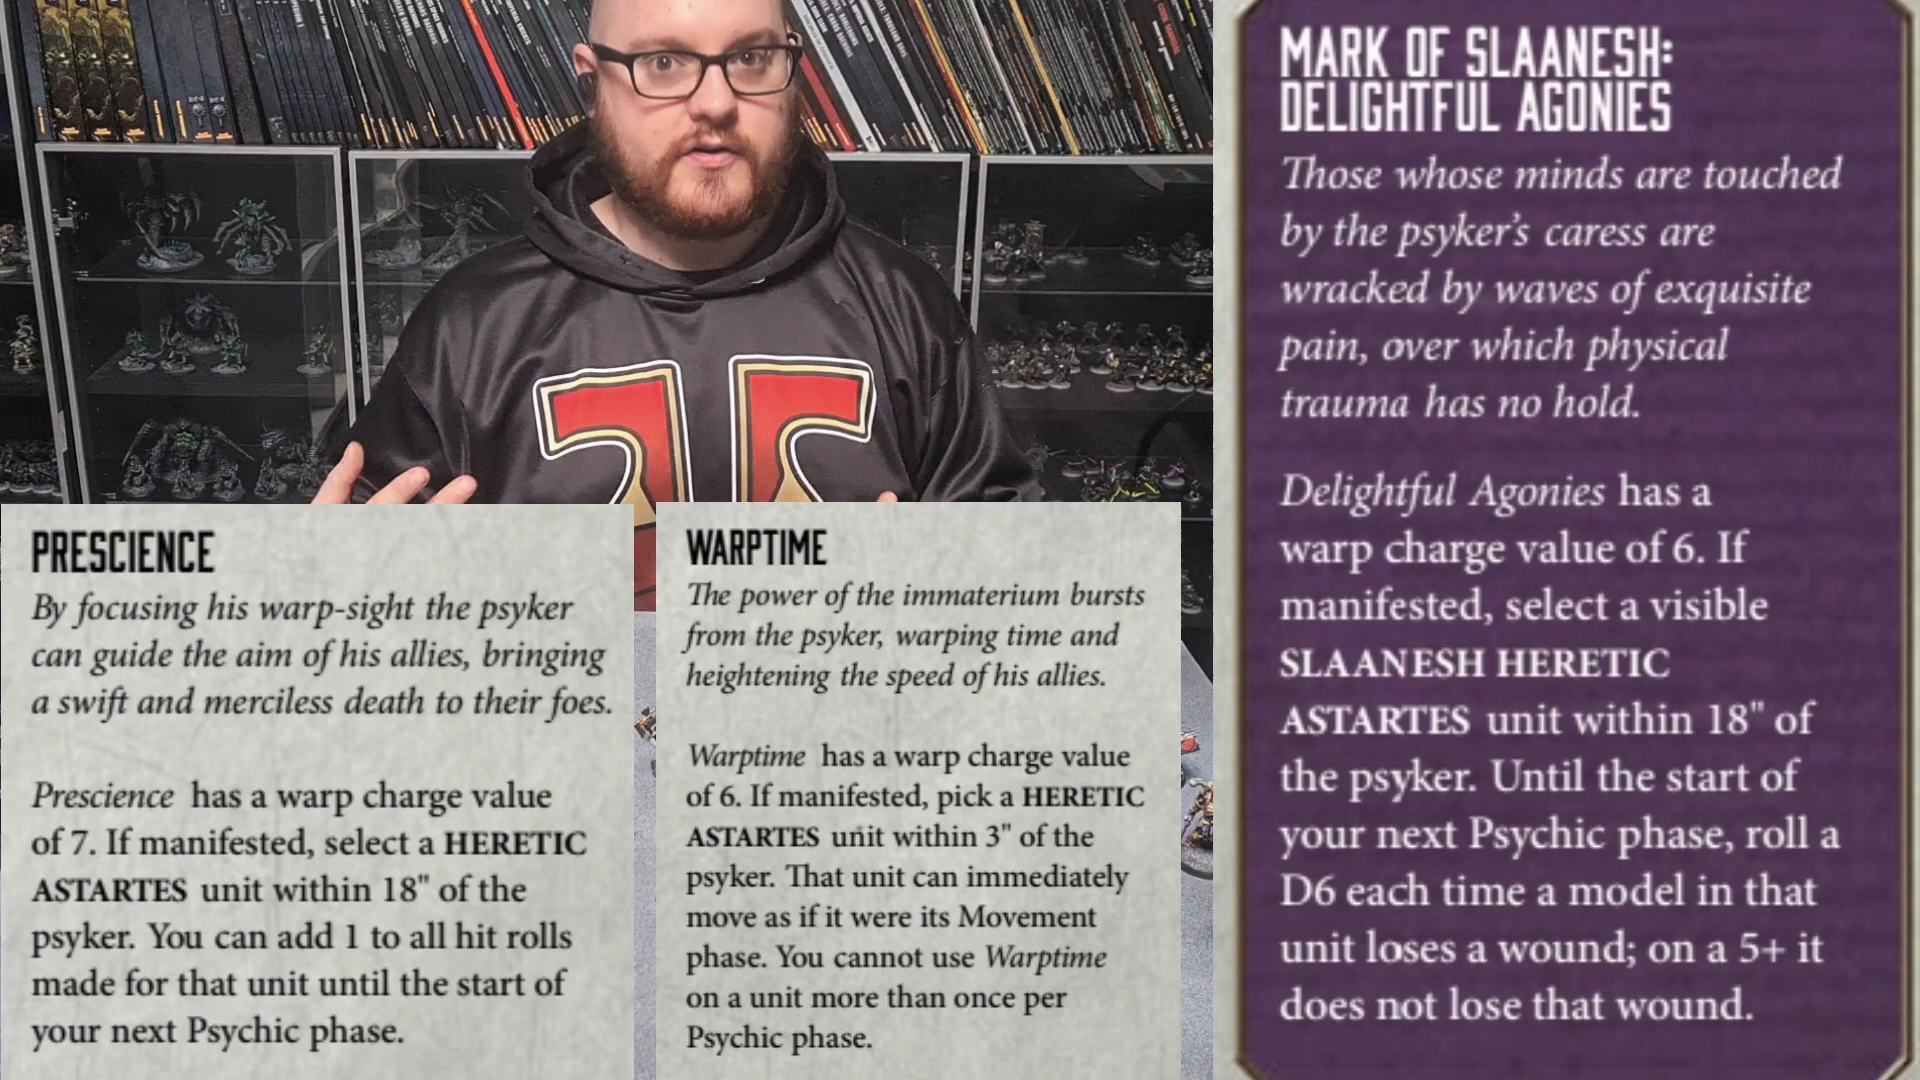 PRESCIENCE
By focusing his warp-sight the psyker
can guide the aim of his allies, bringing
a swift and merciless death to their foes.
Prescience has a warp charge value
of 7. If manifested, select a HERETIC
ASTARTES unit within 18" of the
psyker. You can add 1 to all hit rolls
made for that unit until the start of
your next Psychic phase.
WARPTIME
The power of the immaterium bursts
from the psyker, warping time and
heightening the speed of his allies.
Warptime has a warp charge value
of 6. If manifested, pick a HERETIC
ASTARTES unit within 3" of the
psyker. That unit can immediately
move as if it were its Movement
phase. You cannot use Warptime
on a unit more than once per
Psychic phase.
MARK OF SLAANESH:
DELIGHTFUL AGONIES
Those whose minds are touched
by the psyker's caress are
wracked by waves of exquisite
pain, over which physical
trauma has no hold.
Delightful Agonies has a
warp charge value of 6. If
manifested, select a visible
SLAANESH HERETIC
ASTARTES unit within 18" of
the psyker. Until the start of
your next Psychic phase, roll a
D6 each time a model in that
unit loses a wound; on a 5+ it
does not lose that wound.